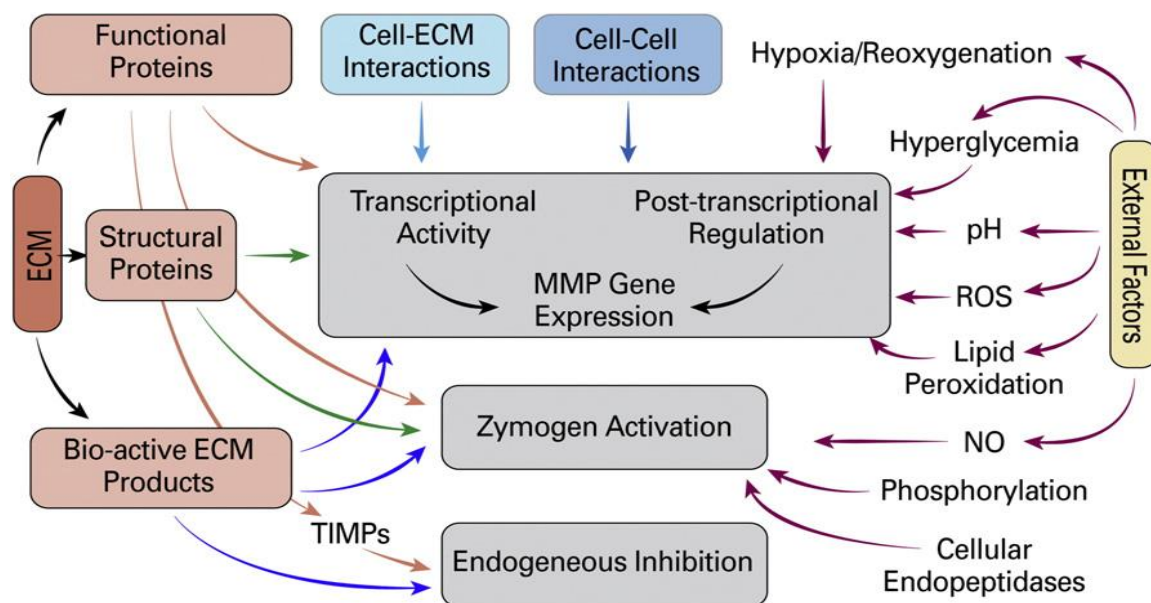 Functional
Proteins
Cell-ECM
Interactions
Cell-Cell
Interactions
Hypoxia/Reoxygenation
Hyperglycemia
External Factors
ECM
Structural
Proteins
Transcriptional
Activity
Post-transcriptional
Regulation
MMP Gene
Expression
pH
ROS
Lipid
Peroxidation
Bio-active ECM
Products
Zymogen Activation
NO
Phosphorylation
TIMPs
Endogeneous Inhibition
Cellular
Endopeptidases